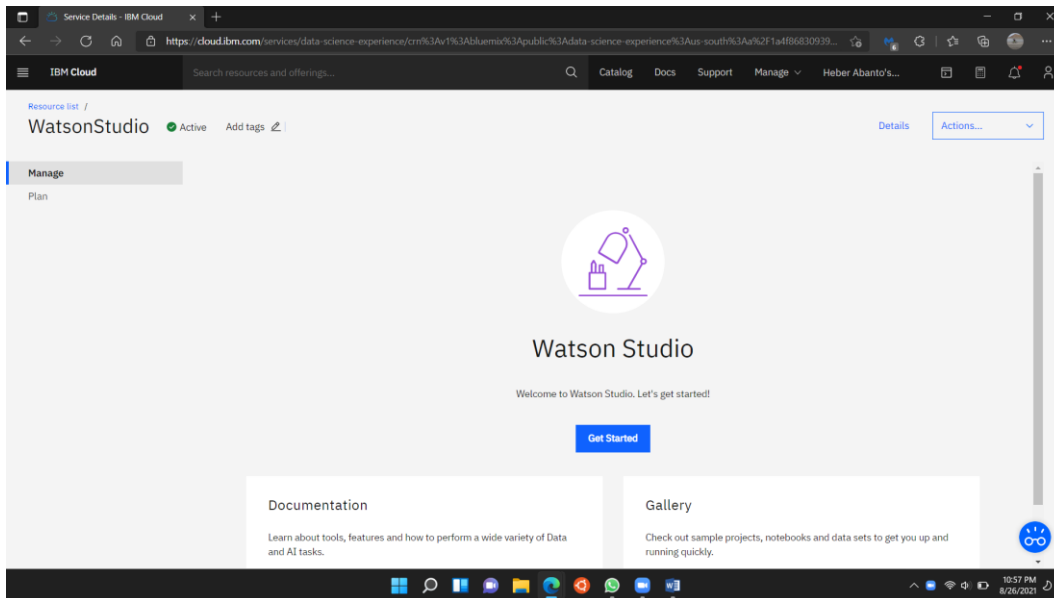 Service Details - IBM Cloud
https://cloud.ibm.com/services/data-science-experience/crn%3Av1%3Abluemix%3Apublic%3Adata-science-experience%3Aus-south%3Aa%2F1a4f86830939...
IBM Cloud
Search resources and offerings...
Catalog
Docs
Support
Manage
Heber Abanto's...
Resource list /
WatsonStudio
Active
Add tags
Details
Actions...
Manage
Plan
Watson Studio
Welcome to Watson Studio. Let's get started!
Get Started
Documentation
Learn about tools, features and how to perform a wide variety of Data
and AI tasks.
Gallery
Check out sample projects, notebooks and data sets to get you up and
running quickly.
10:57 PM
8/26/2021